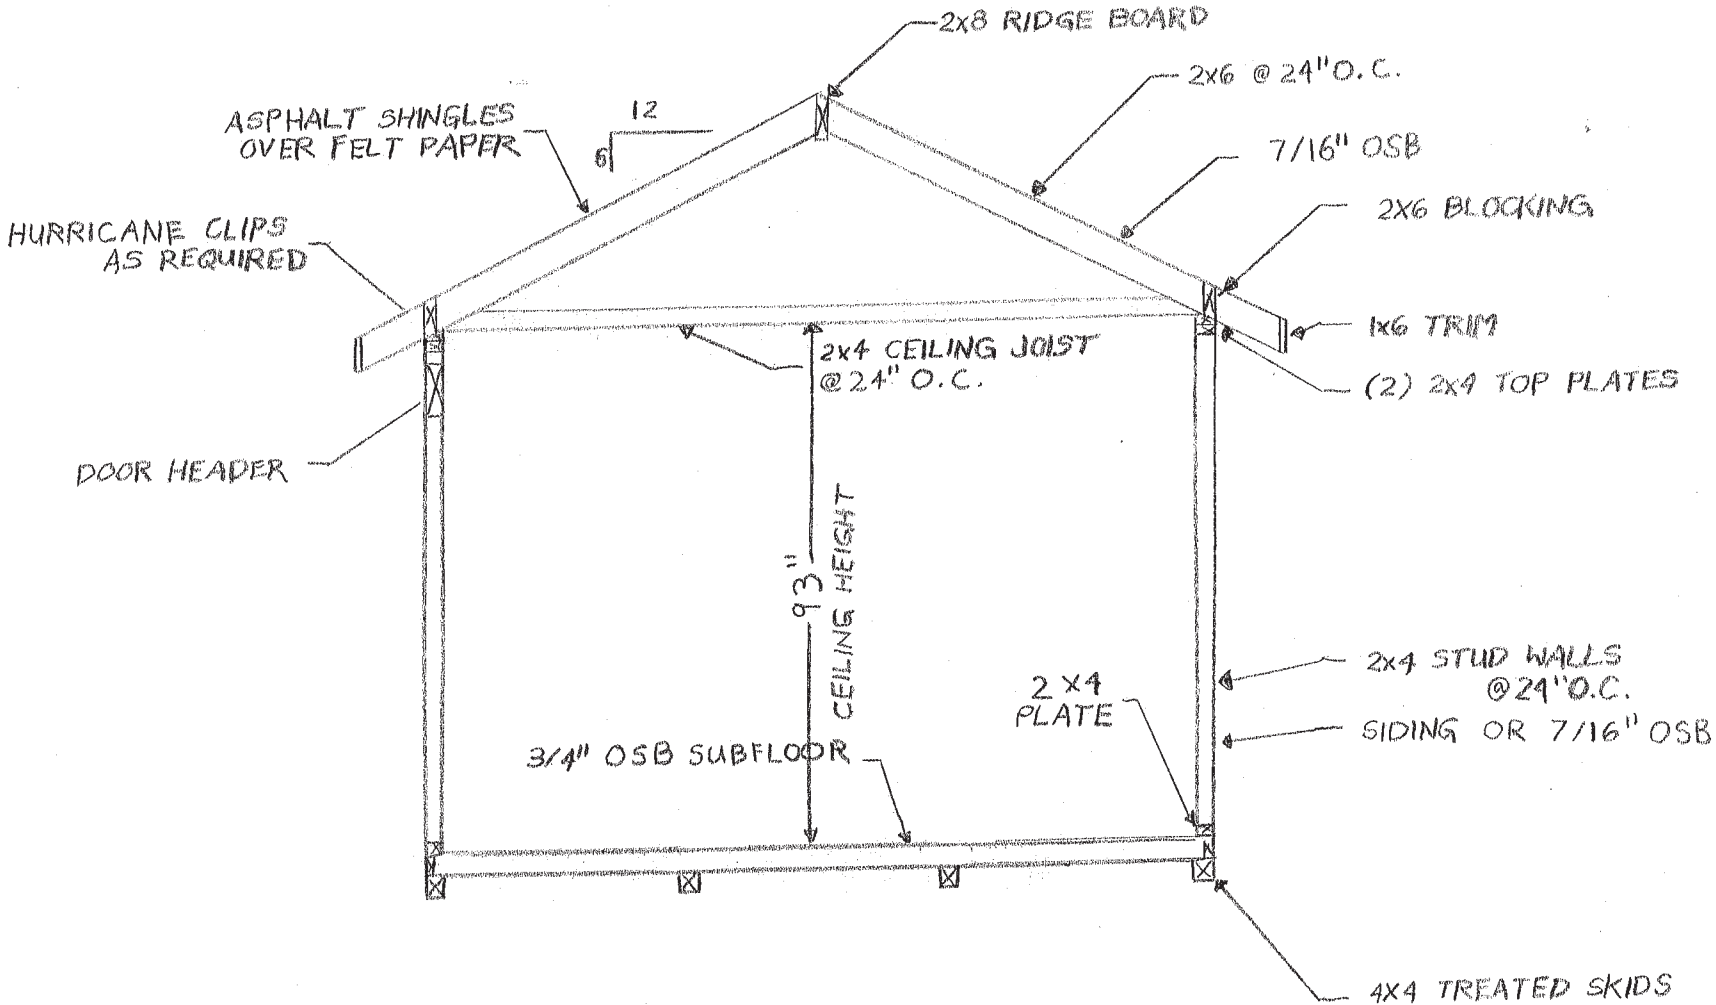 2x8 RIDGE BOARD
2x6 @ 24" O.C.
ASPHALT SHINGLES
OVER FELT PAPER
12
6
7/16" OSB
2X6 BLOCKING
HURRICANE CLIPS
AS REQUIRED
1x6 TRIM
2x4 CEILING JOIST
@ 24" O.C.
(2) 2x4 TOP PLATES
DOOR HEADER
93"
CEILING HEIGHT
2x4 STUD WALLS
@ 24" O.C.
2 X4
PLATE
SIDING OR 7/16" OSB
3/4" OSB SUBFLOOR
4X4 TREATED SKIDS